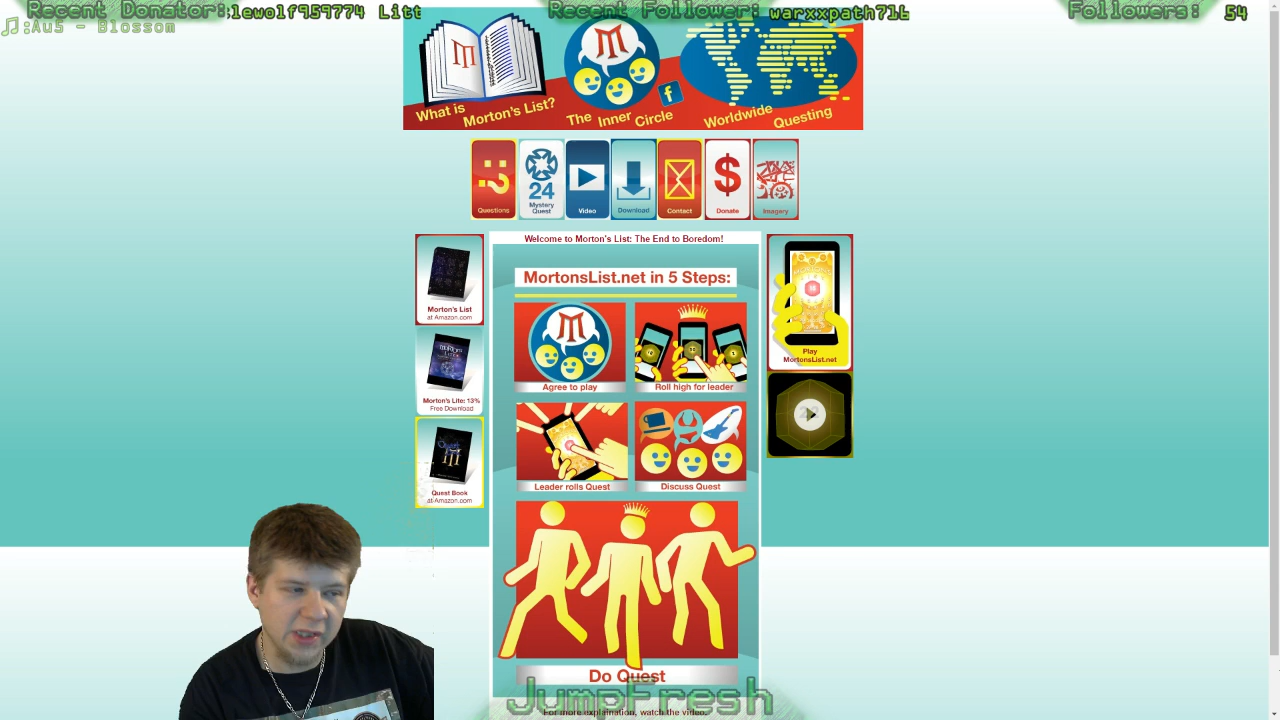 Recent Donator:
lewolf959774 Litt
Recent Follower:
warxxpath716
Followers:
54
♫:Au5 - Blossom
M
M
f
What is
Morton's List?
The Inner Circle
Worldwide
Questing
:?
Questions
24
Mystery
Quest
Video
Download
Contact
$
Donate
Imagery
Welcome to Morton's List: The End to Boredom!
MortonsList.net in 5 Steps:
Morton's List
at Amazon.com
M
Agree to play
Roll high for leader
Play
MortonsList.net
Morton's Lite: 13%
Free Download
Leader rolls Quest
Discuss Quest
Quest Book
at Amazon.com
Do Quest
JumpFresh
For more explaination, watch the video.